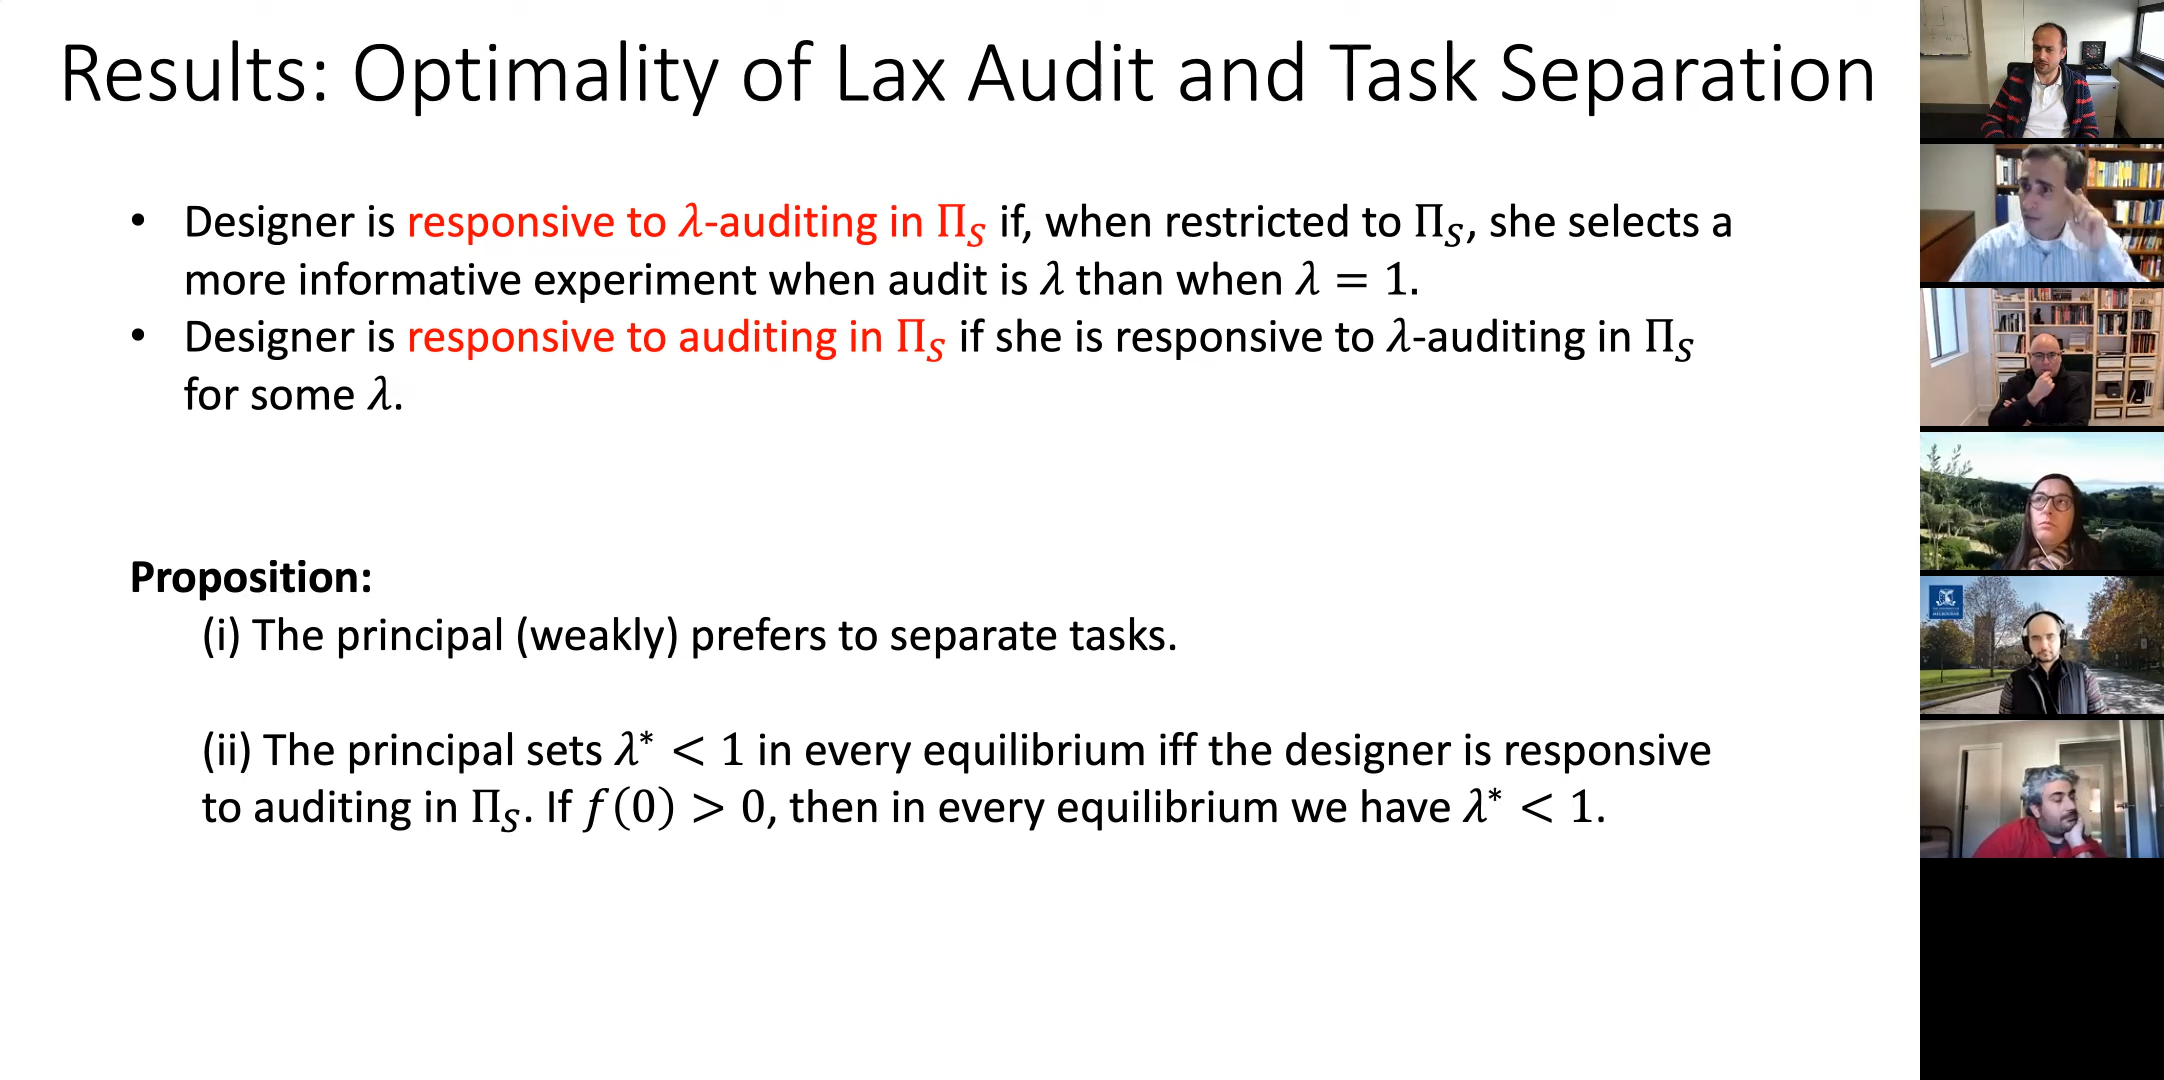 Results: Optimality of Lax Audit and Task Separation
• Designer is responsive to λ-auditing in Π_S if, when restricted to Π_S, she selects a
more informative experiment when audit is λ than when λ = 1.
• Designer is responsive to auditing in Π_S if she is responsive to λ-auditing in Π_S
for some λ.
Proposition:
(i) The principal (weakly) prefers to separate tasks.
(ii) The principal sets λ* < 1 in every equilibrium iff the designer is responsive
to auditing in Π_S. If f(0) > 0, then in every equilibrium we have λ* < 1.
MELBOURNE